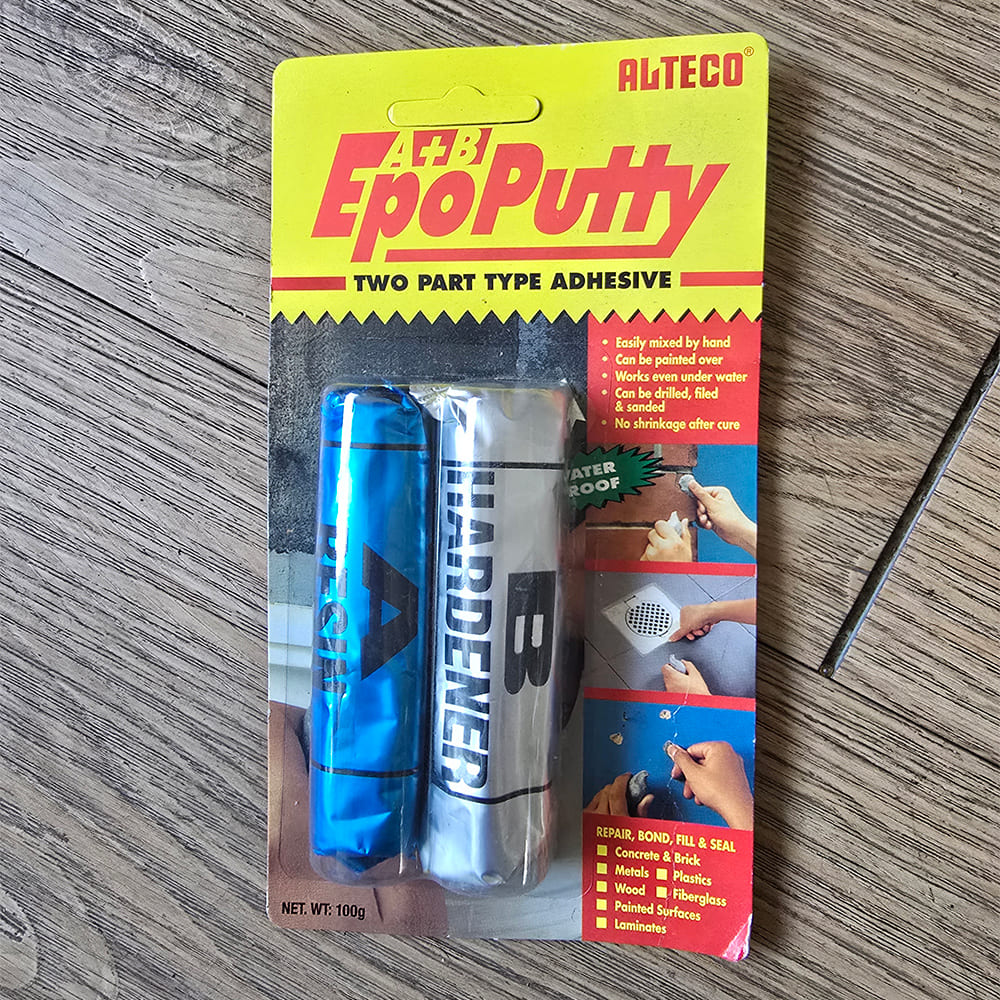 ALTECO®
A+B
EpoPutty
TWO PART TYPE ADHESIVE
• Easily mixed by hand
• Can be painted over
• Works even under water
• Can be drilled, filed
& sanded
• No shrinkage after cure
A
RESIN
B
HARDENER
REPAIR, BOND, FILL & SEAL
Concrete & Brick
Metals Plastics
Wood Fiberglass
Painted Surfaces
Laminates
NET. WT: 100g